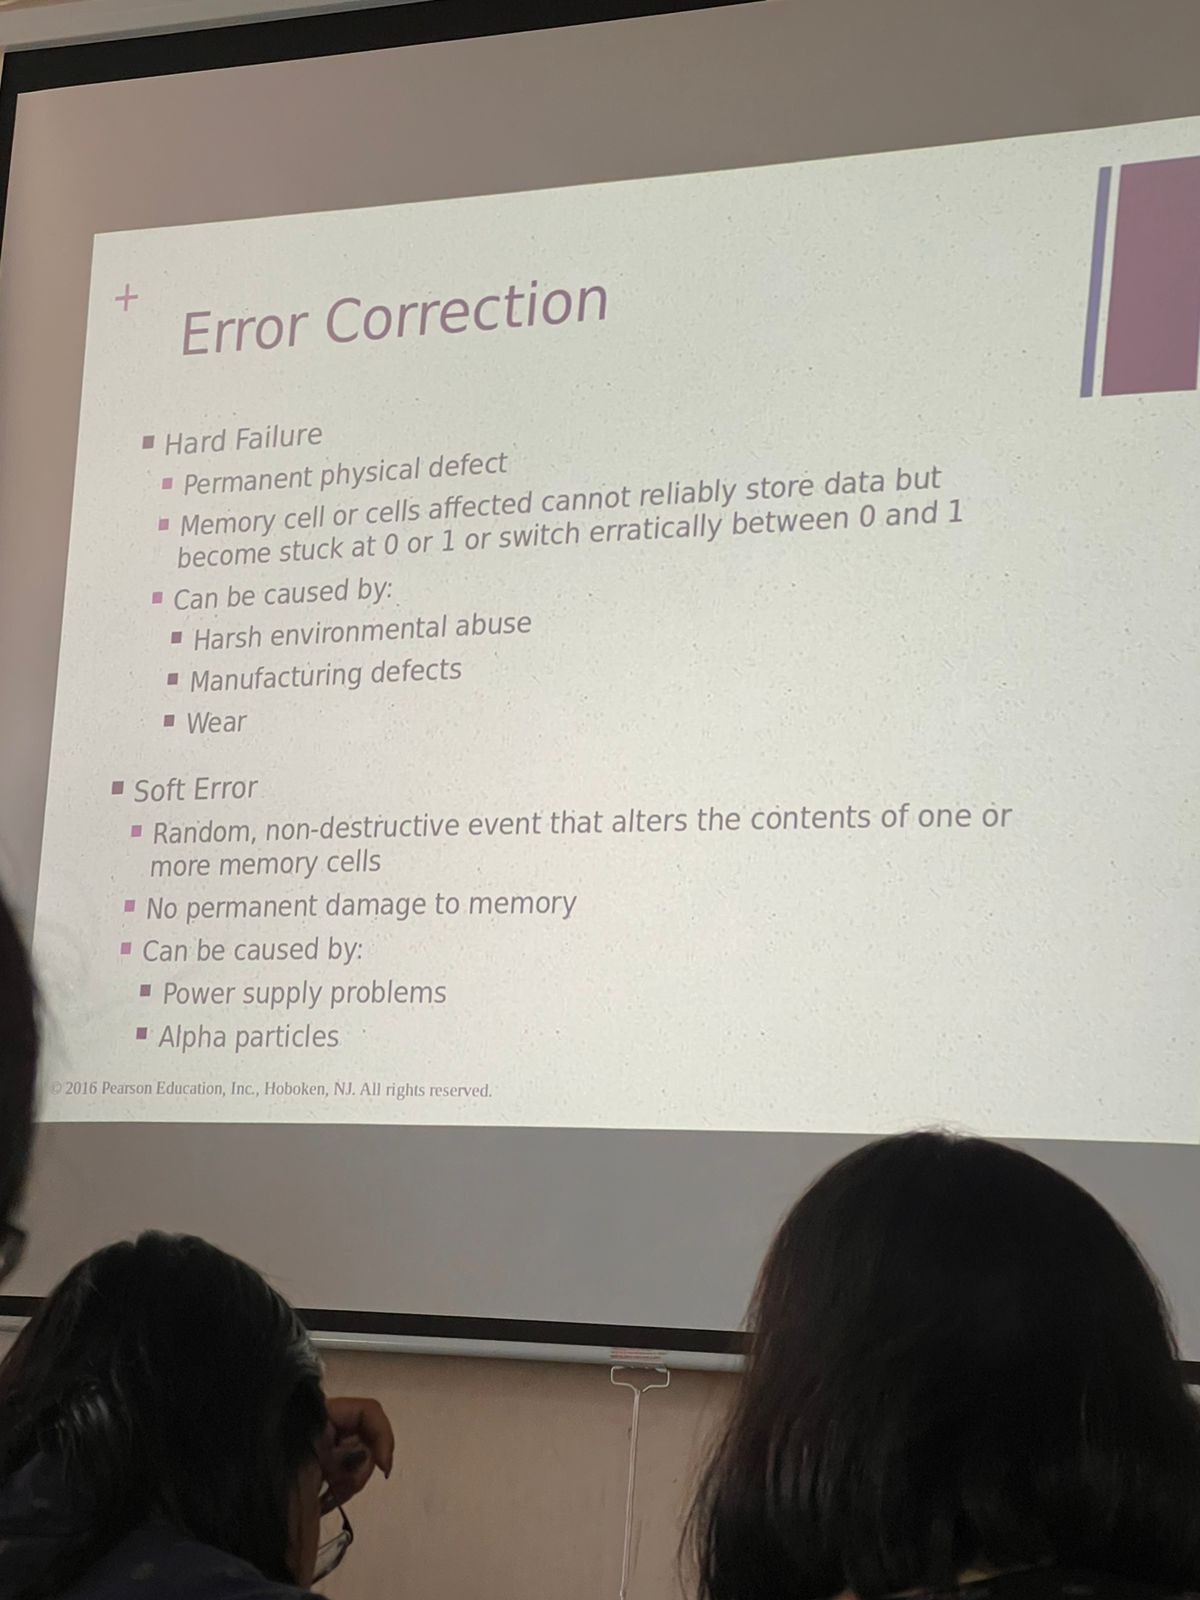 +
Error Correction
■ Hard Failure
■ Permanent physical defect
■ Memory cell or cells affected cannot reliably store data but
become stuck at 0 or 1 or switch erratically between 0 and 1
■ Can be caused by:
■ Harsh environmental abuse
■ Manufacturing defects
■ Wear
■ Soft Error
■ Random, non-destructive event that alters the contents of one or
more memory cells
■ No permanent damage to memory
■ Can be caused by:
■ Power supply problems
■ Alpha particles
© 2016 Pearson Education, Inc., Hoboken, NJ. All rights reserved.